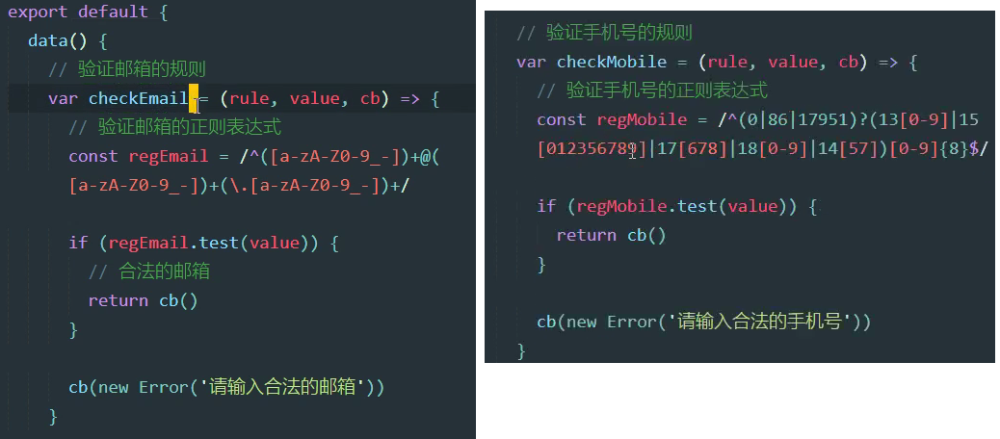 export default {
data() {
// 验证邮箱的规则
var checkEmail = (rule, value, cb) => {
// 验证邮箱的正则表达式
const regEmail = /^([a-zA-Z0-9_-])+@(
[a-zA-Z0-9_-])+(\.[a-zA-Z0-9_-])+/
if (regEmail.test(value)) {
// 合法的邮箱
return cb()
}
cb(new Error('请输入合法的邮箱'))
}
// 验证手机号的规则
var checkMobile = (rule, value, cb) => {
// 验证手机号的正则表达式
const regMobile = /^(0|86|17951)?(13[0-9]|15
[012356789]|17[678]|18[0-9]|14[57])[0-9]{8}$/
if (regMobile.test(value)) {
return cb()
}
cb(new Error('请输入合法的手机号'))
}